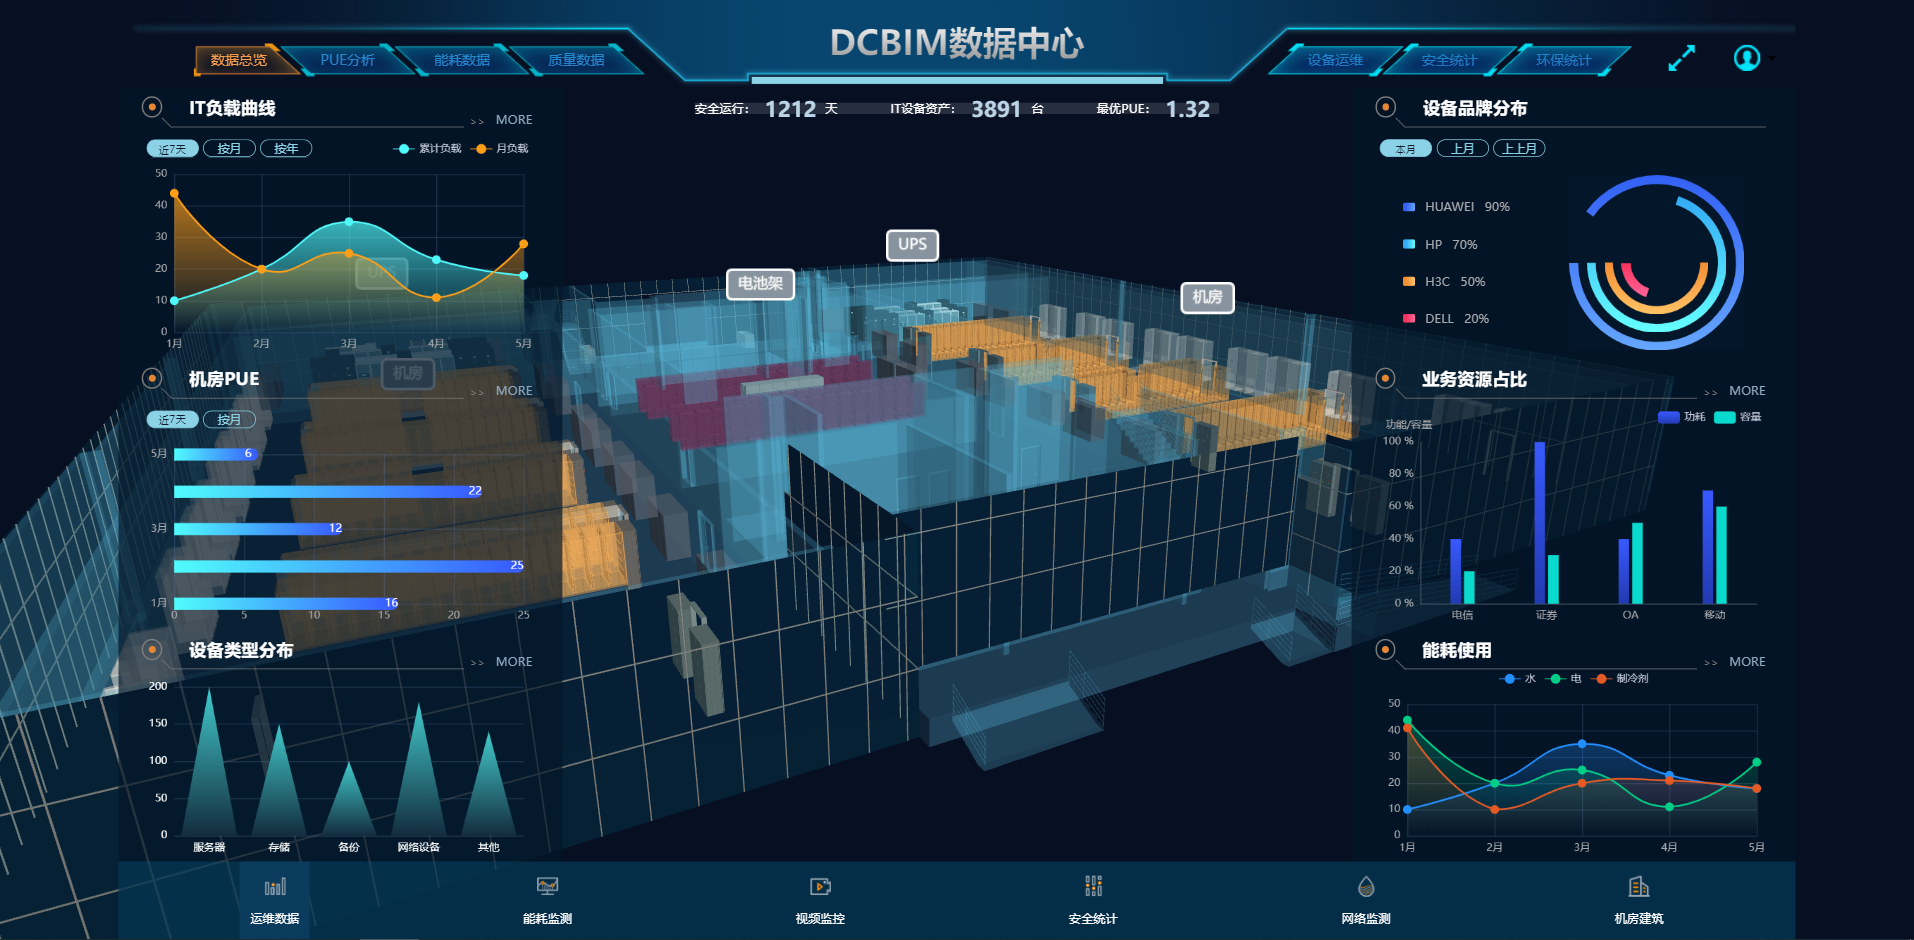 DCBIM数据中心
数据总览 PUE分析 能耗数据 质量数据
设备运维 安全统计 环保统计
安全运行： 1212 天 IT设备资产： 3891 台 最优PUE： 1.32
IT负载曲线
>> MORE
近7天 按月 按年
累计负载 月负载
50
40
30
20
10
0
1月 2月 3月 4月 5月
机房PUE
>> MORE
近7天 按月
5月 6
22
3月 12
25
1月 16
0 5 10 15 20 25
设备类型分布
>> MORE
200
150
100
50
0
服务器 存储 备份 网络设备 其他
UPS
机房
UPS
电池架
机房
设备品牌分布
本月 上月 上上月
HUAWEI 90%
HP 70%
H3C 50%
DELL 20%
业务资源占比
>> MORE
功耗 容量
功能/容量
100 %
80 %
60 %
40 %
20 %
0 %
电信 证券 OA 移动
能耗使用
>> MORE
水 电 制冷剂
50
40
30
20
10
0
1月 2月 3月 4月 5月
运维数据 能耗监测 视频监控 安全统计 网络监测 机房建筑